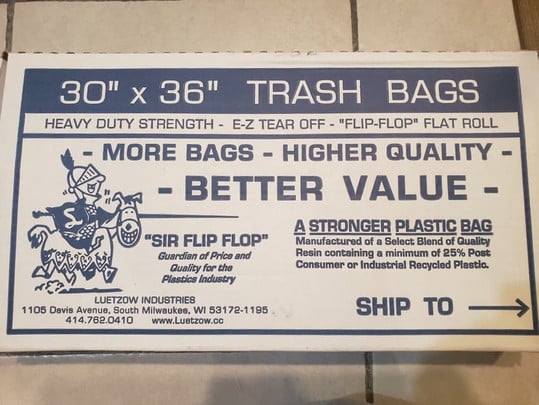 30" x 36" TRASH BAGS
HEAVY DUTY STRENGTH - E-Z TEAR OFF - "FLIP-FLOP" FLAT ROLL
- MORE BAGS - HIGHER QUALITY -
- BETTER VALUE -
"SIR FLIP FLOP"
Guardian of Price and
Quality for the
Plastics Industry
A STRONGER PLASTIC BAG
Manufactured of a Select Blend of Quality
Resin containing a minimum of 25% Post
Consumer or Industrial Recycled Plastic.
LUETZOW INDUSTRIES
1105 Davis Avenue, South Milwaukee, WI 53172-1195
414.762.0410 www.Luetzow.cc
SHIP TO